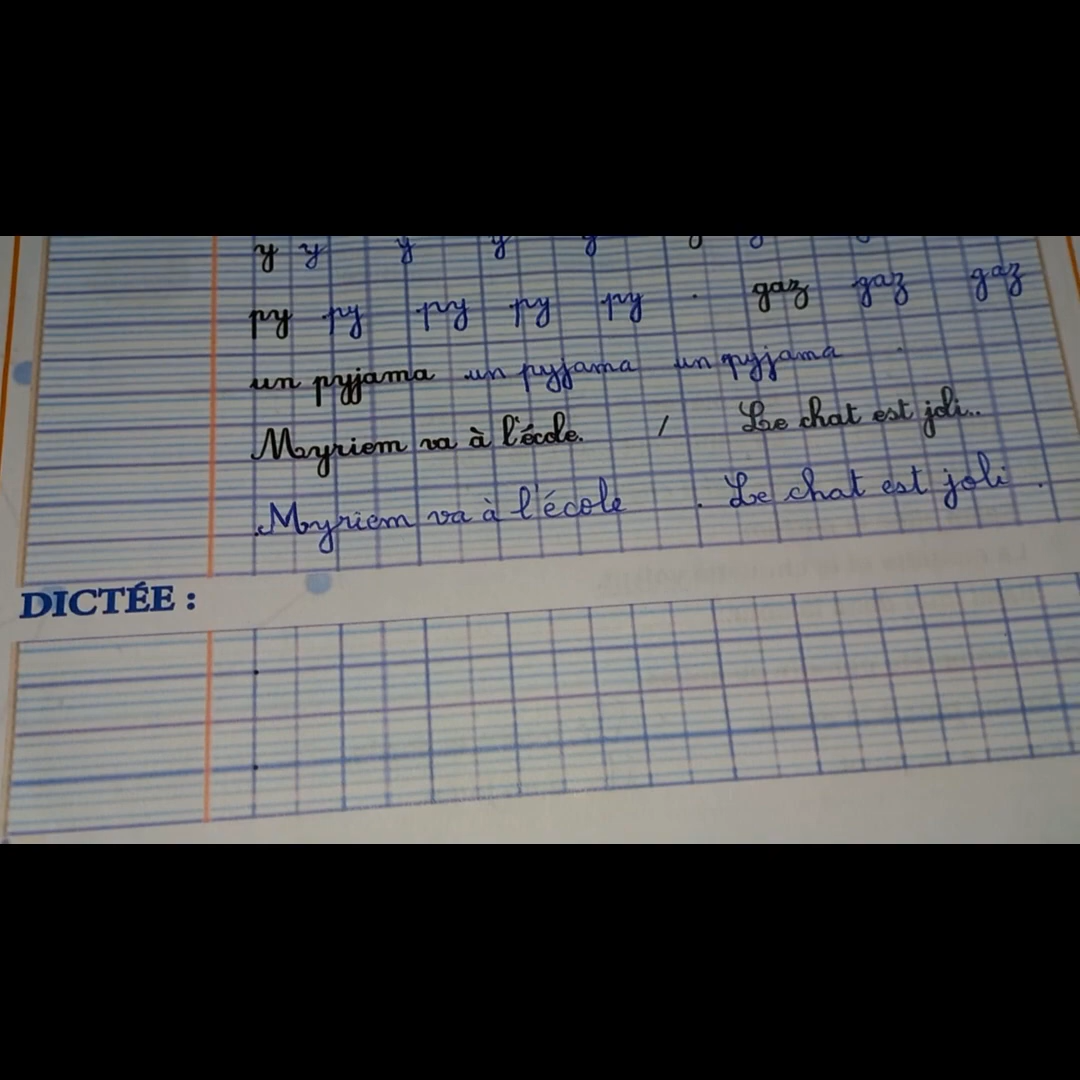 y y y y y
py py py py py . gaz gaz gaz
un pyjama un pyjama un pyjama .
Myriem va à l'école. / Le chat est joli..
.Myriem va à l'école . Le chat est joli .
DICTÉE :